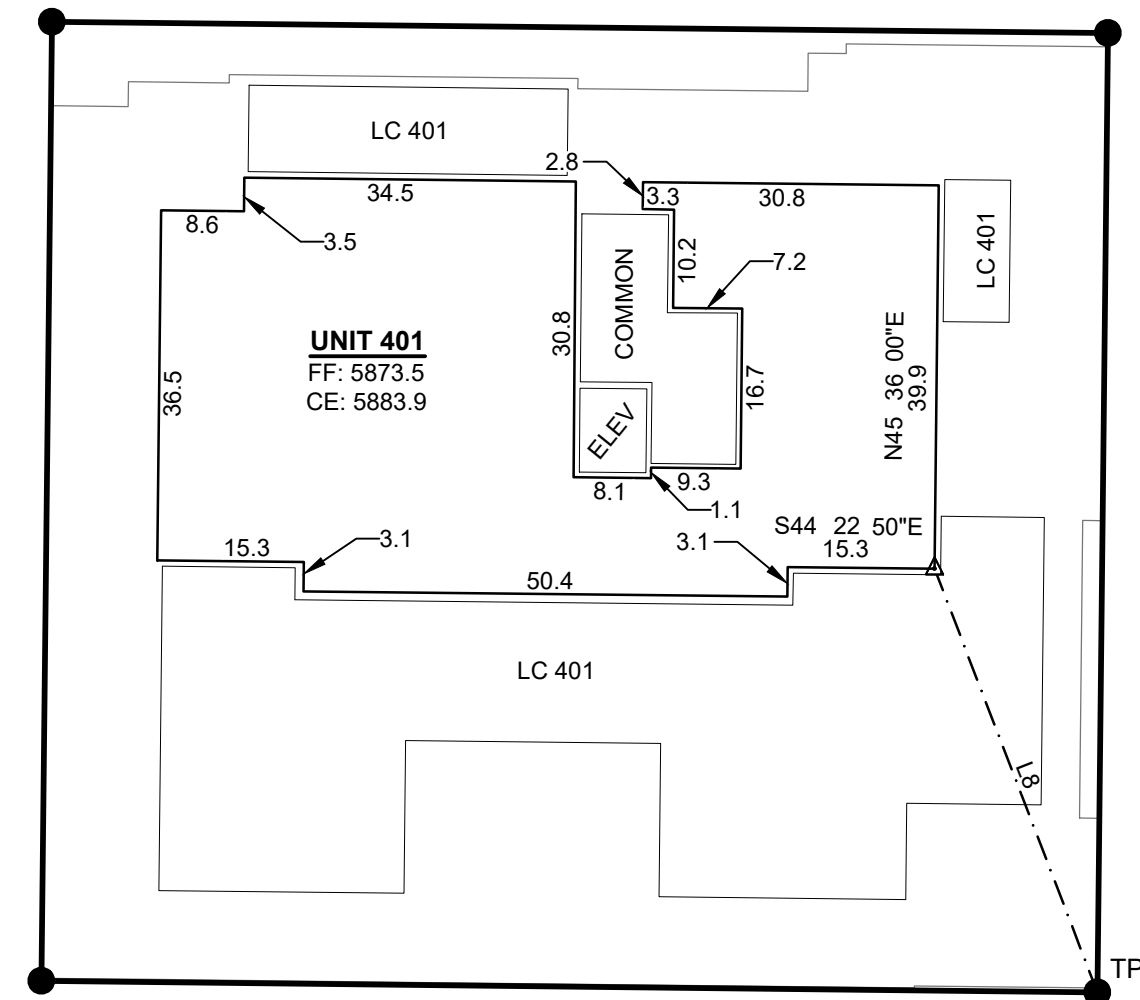 LC 401
2.8
34.5
3.3
30.8
8.6
3.5
10.2
7.2
LC 401
COMMON
UNIT 401
FF: 5873.5
CE: 5883.9
30.8
36.5
16.7
N45 36 00"E
39.9
ELEV
8.1
9.3
1.1
S44 22 50"E
15.3
3.1
15.3
3.1
50.4
LC 401
L8
TP